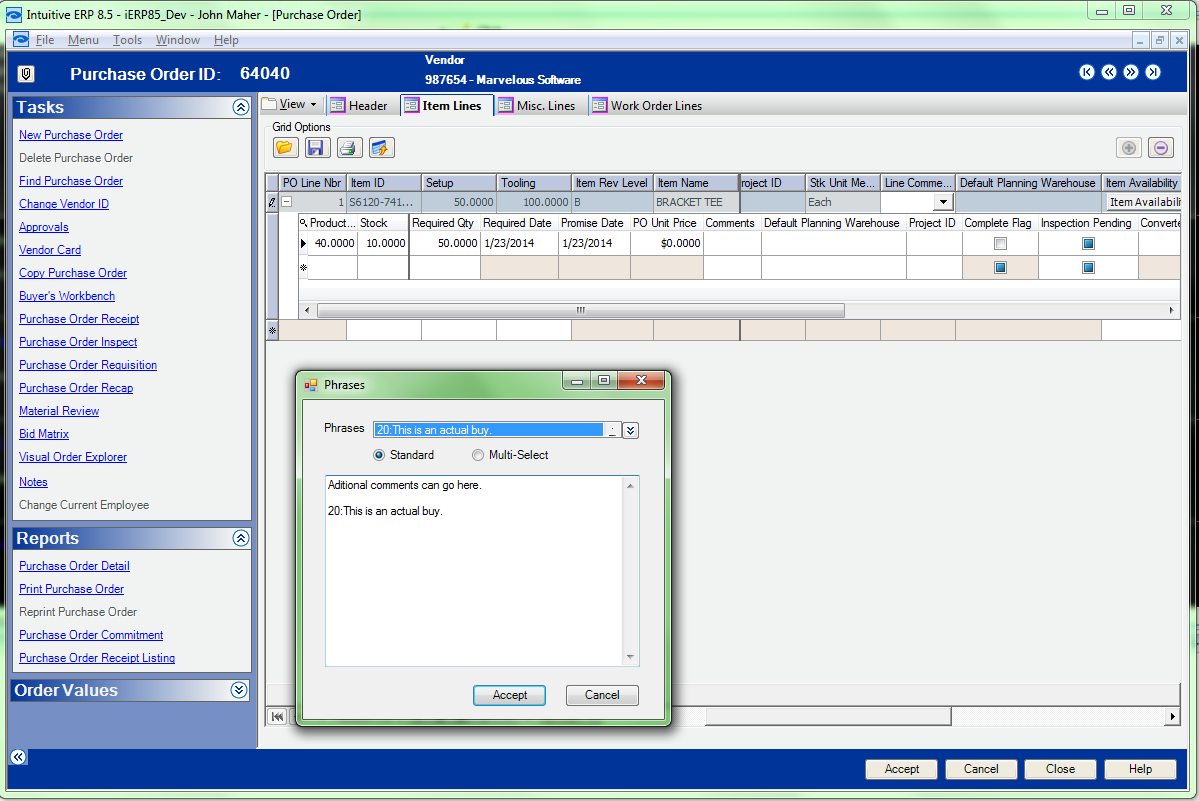 Intuitive ERP 8.5 - iERP85_Dev - John Maher - [Purchase Order]
File Menu Tools Window Help
Purchase Order ID: 64040
Vendor
987654 - Marvelous Software
Tasks
New Purchase Order
Delete Purchase Order
Find Purchase Order
Change Vendor ID
Approvals
Vendor Card
Copy Purchase Order
Buyer's Workbench
Purchase Order Receipt
Purchase Order Inspect
Purchase Order Requisition
Purchase Order Recap
Material Review
Bid Matrix
Visual Order Explorer
Notes
Change Current Employee
Reports
Purchase Order Detail
Print Purchase Order
Reprint Purchase Order
Purchase Order Commitment
Purchase Order Receipt Listing
Order Values
View Header Item Lines Misc. Lines Work Order Lines
Grid Options
PO Line Nbr Item ID Setup Tooling Item Rev Level Item Name roject ID Stk Unit Me... Line Comme... Default Planning Warehouse Item Availability
1 S6120-741... 50.0000 100.0000 B BRACKET TEE Each Item Availabili
Product... Stock Required Qty Required Date Promise Date PO Unit Price Comments Default Planning Warehouse Project ID Complete Flag Inspection Pending Converte
40.0000 10.0000 50.0000 1/23/2014 1/23/2014 $0.0000
Phrases
Phrases 20:This is an actual buy. ...
Standard Multi-Select
Aditional comments can go here.
20:This is an actual buy.
Accept Cancel
Accept Cancel Close Help